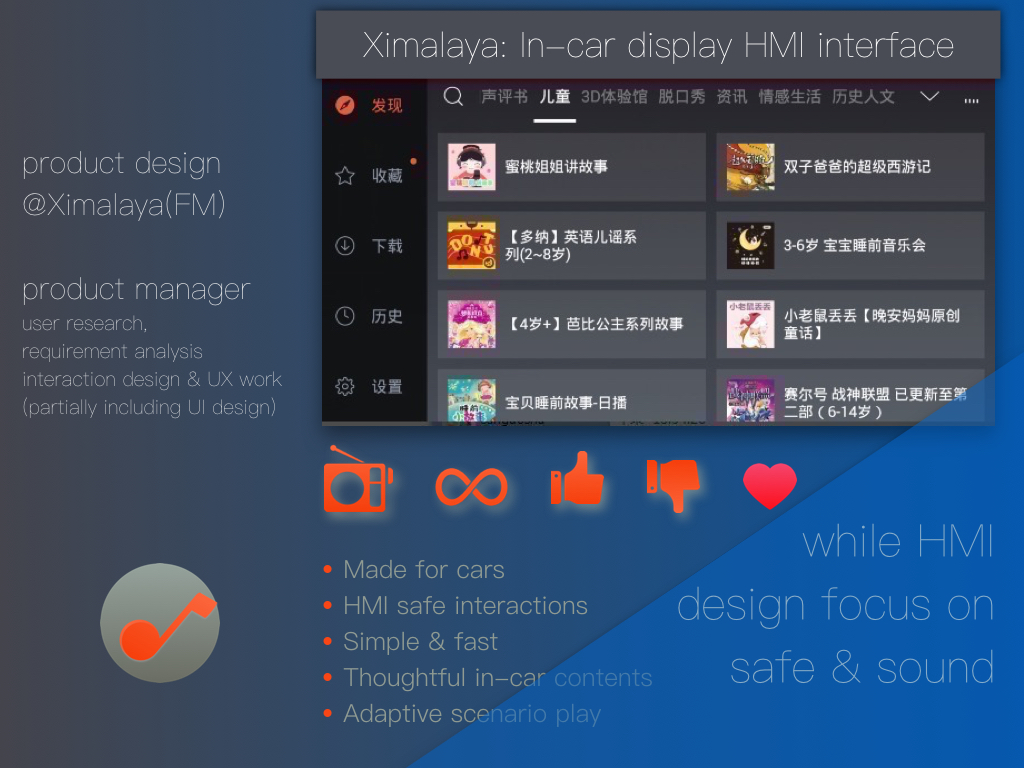 Ximalaya: In-car display HMI interface
product design
@Ximalaya(FM)
product manager
user research,
requirement analysis
interaction design & UX work
(partially including UI design)
发现
收藏
下载
历史
设置
声评书 儿童 3D体验馆 脱口秀 资讯 情感生活 历史人文
蜜桃姐姐讲故事
双子爸爸的超级西游记
【多纳】英语儿谣系
列(2~8岁)
3-6岁 宝宝睡前音乐会
【4岁+】芭比公主系列故事
小老鼠丢丢【晚安妈妈原创
童话】
宝贝睡前故事-日播
赛尔号 战神联盟 已更新至第
二部（6-14岁）
Made for cars
HMI safe interactions
Simple & fast
Thoughtful in-car contents
Adaptive scenario play
while HMI
design focus on
safe & sound